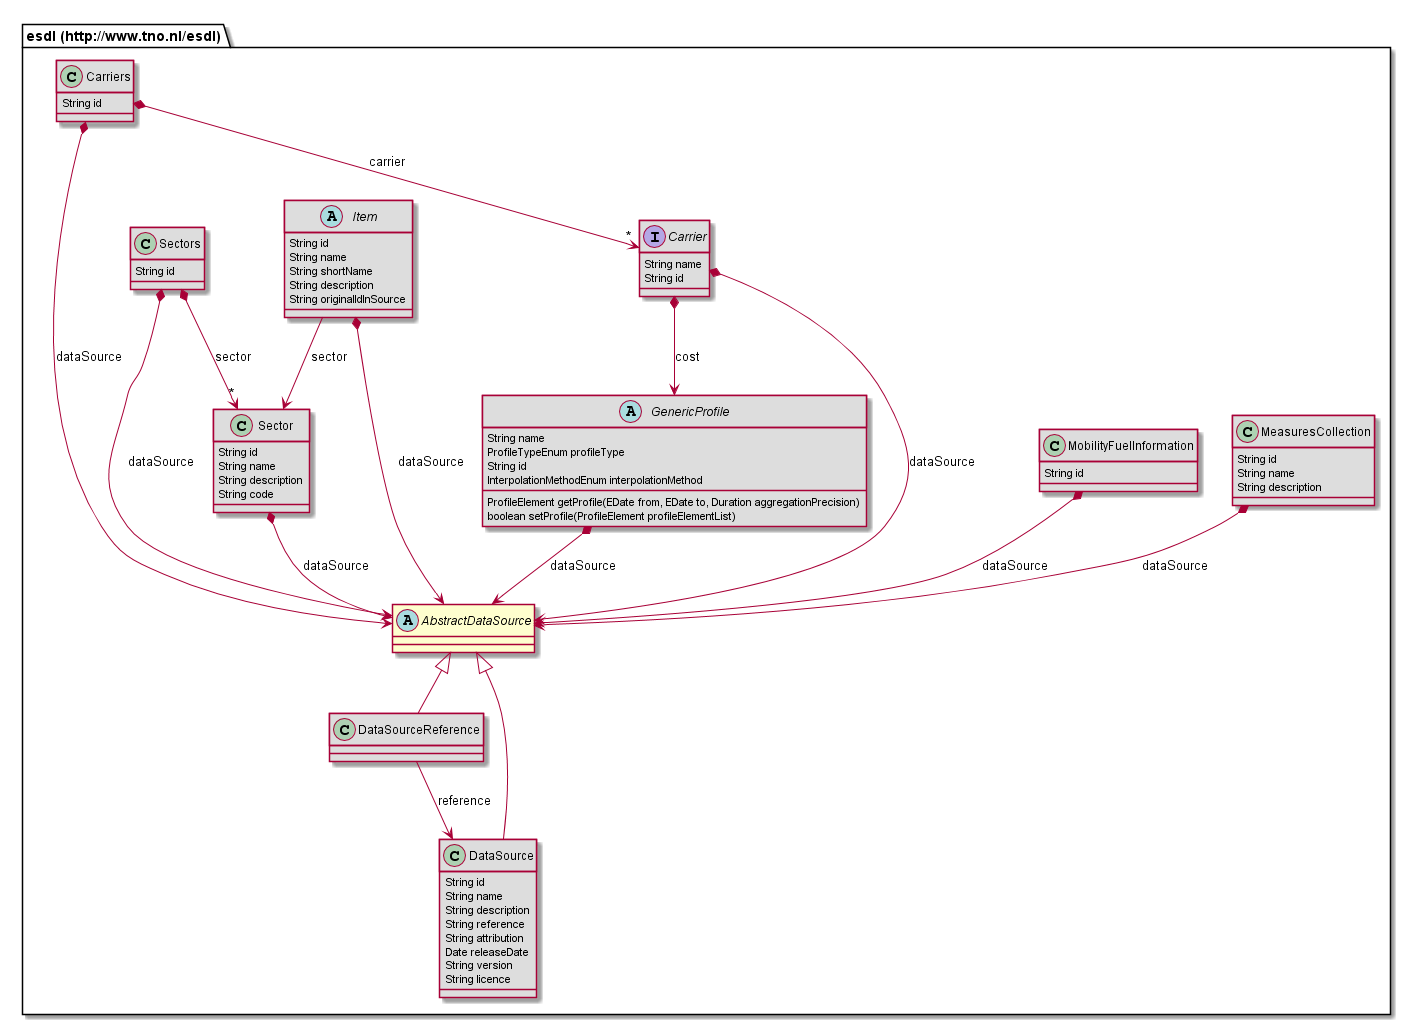 esdl (http://www.tno.nl/esdl)
C Carriers
String id
carrier
*
A Item
String id
String name
String shortName
String description
String originalIdInSource
I Carrier
String name
String id
C Sectors
String id
dataSource
sector
*
sector
cost
C Sector
String id
String name
String description
String code
dataSource
dataSource
A GenericProfile
String name
ProfileTypeEnum profileType
String id
InterpolationMethodEnum interpolationMethod
ProfileElement getProfile(EDate from, EDate to, Duration aggregationPrecision)
boolean setProfile(ProfileElement profileElementList)
dataSource
C MobilityFuelInformation
String id
C MeasuresCollection
String id
String name
String description
dataSource
dataSource
dataSource
dataSource
A AbstractDataSource
C DataSourceReference
reference
C DataSource
String id
String name
String description
String reference
String attribution
Date releaseDate
String version
String licence